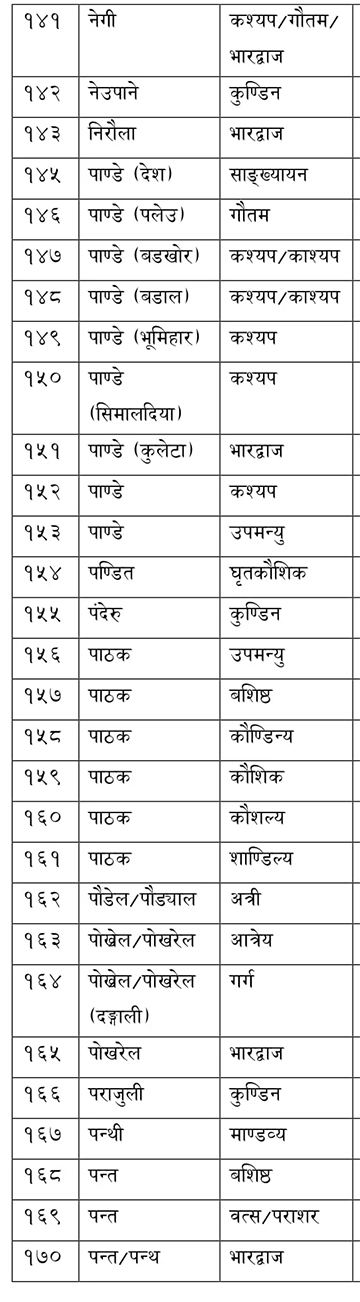 १४१ नेगी कश्यप/गौतम/
भारद्वाज
१४२ नेउपाने कुण्डिन
१४३ निरौला भारद्वाज
१४५ पाण्डे (देश) साङ्ख्यायन
१४६ पाण्डे (पलेउ) गौतम
१४७ पाण्डे (बडखोर) कश्यप/काश्यप
१४८ पाण्डे (बडाल) कश्यप/काश्यप
१४९ पाण्डे (भूमिहार) कश्यप
१५० पाण्डे कश्यप
(सिमालदिया)
१५१ पाण्डे (कुलेटा) भारद्वाज
१५२ पाण्डे कश्यप
१५३ पाण्डे उपमन्यु
१५४ पण्डित घृतकौशिक
१५५ पंदेरु कुण्डिन
१५६ पाठक उपमन्यु
१५७ पाठक बशिष्ठ
१५८ पाठक कौण्डिन्य
१५९ पाठक कौशिक
१६० पाठक कौशल्य
१६१ पाठक शाण्डिल्य
१६२ पौडेल/पौड्याल अत्री
१६३ पोख्रेल/पोखरेल आत्रेय
१६४ पोख्रेल/पोखरेल गर्ग
(दङ्गाली)
१६५ पोखरेल भारद्वाज
१६६ पराजुली कुण्डिन
१६७ पन्थी माण्डव्य
१६८ पन्त बशिष्ठ
१६९ पन्त वत्स/पराशर
१७० पन्त/पन्थ भारद्वाज